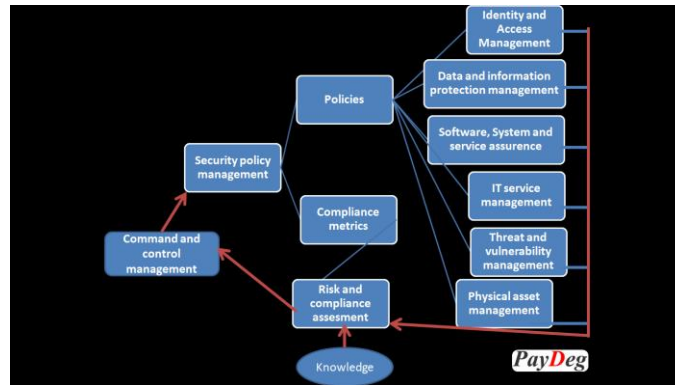 Identity and
Access
Management
Policies
Data and information
protection management
Software, System and
service assurence
Security policy
management
IT service
management
Compliance
metrics
Command and
control
management
Threat and
vulnerability
management
Risk and
compliance
assesment
Physical asset
management
Knowledge
PayDeg